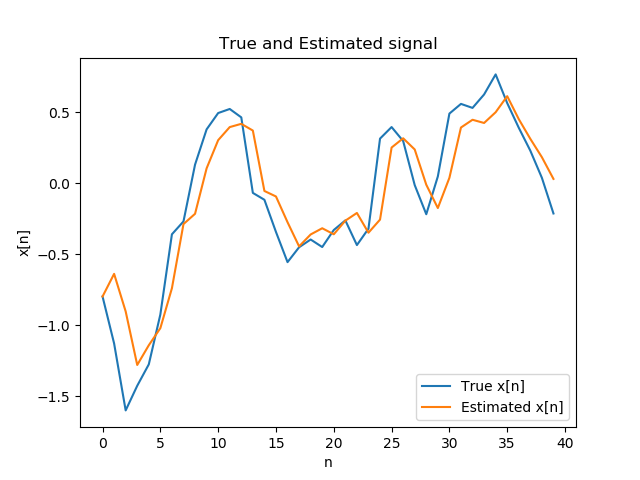 True and Estimated signal
x[n]
0.5
0.0
−0.5
−1.0
−1.5
0 5 10 15 20 25 30 35 40
n
True x[n]
Estimated x[n]